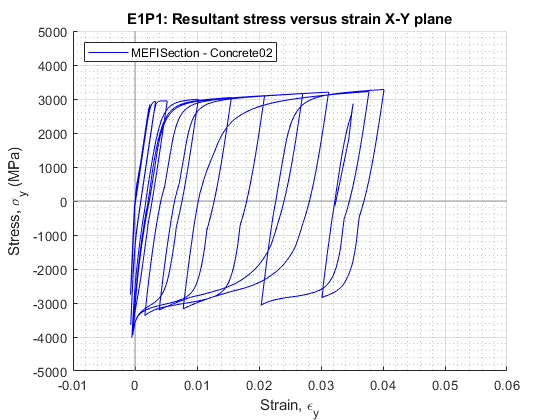 E1P1: Resultant stress versus strain X-Y plane
MEFISection - Concrete02
5000
4000
3000
2000
1000
0
-1000
-2000
-3000
-4000
-5000
Stress, σy (MPa)
-0.01 0 0.01 0.02 0.03 0.04 0.05 0.06
Strain, ϵy